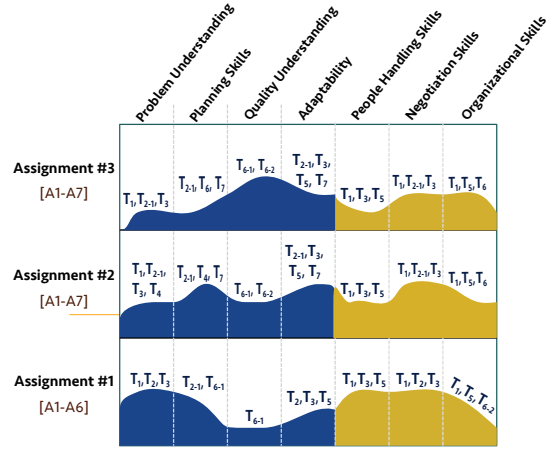 Problem Understanding
Planning Skills
Quality Understanding
Adaptability
People Handling Skills
Negotiation Skills
Organizational Skills
Assignment #3
[A1-A7]
T1, T2-1, T3
T2-1, T6, T7
T6-1, T6-2
T2-1, T3,
T5, T7
T1, T3, T5
T1, T2-1, T3
T1, T5, T6
Assignment #2
[A1-A7]
T1, T2-1,
T3, T4
T2-1, T4, T7
T6-1, T6-2
T2-1, T3,
T5, T7
T1, T3, T5
T1, T2-1, T3
T1, T5, T6
Assignment #1
[A1-A6]
T1, T2, T3
T2-1, T6-1
T6-1
T2, T3, T5
T1, T3, T5
T1, T2, T3
T1, T5, T6-2